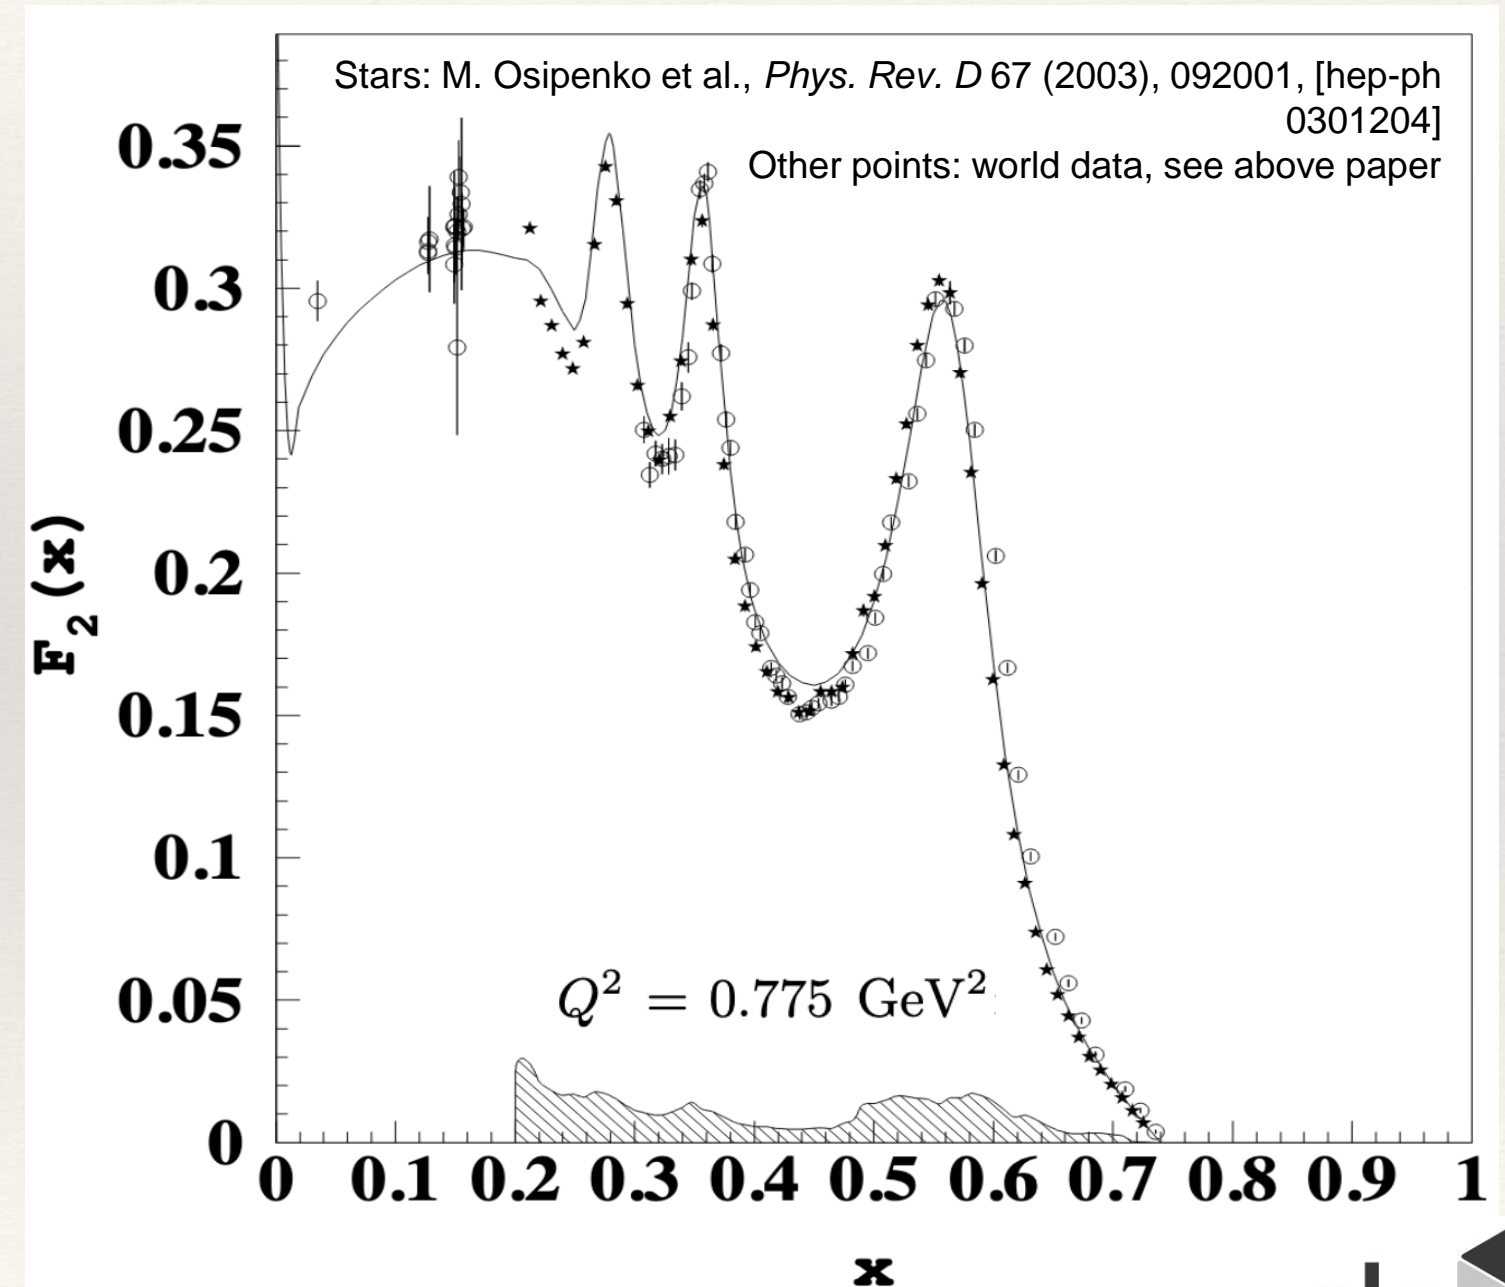 Stars: M. Osipenko et al., Phys. Rev. D 67 (2003), 092001, [hep-ph
0301204]
Other points: world data, see above paper
0.35
0.3
0.25
0.2
0.15
0.1
0.05
0
F2(x)
Q² = 0.775 GeV²
0 0.1 0.2 0.3 0.4 0.5 0.6 0.7 0.8 0.9 1
x